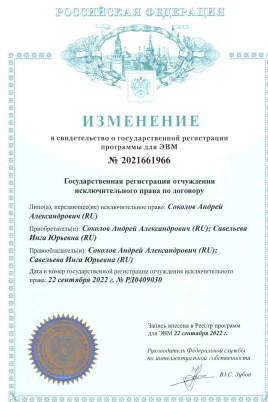 РОССИЙСКАЯ ФЕДЕРАЦИЯ
ИЗМЕНЕНИЕ
в свидетельство о государственной регистрации
программы для ЭВМ
№ 2021661966
Государственная регистрация отчуждения
исключительного права по договору
Лицо(а), передающее(ие) исключительное право: Соколов Андрей
Александрович (RU)
Приобретатель(и): Соколов Андрей Александрович (RU); Савельева
Инга Юрьевна (RU)
Правообладатель(и): Соколов Андрей Александрович (RU);
Савельева Инга Юрьевна (RU)
Дата и номер государственной регистрации отчуждения исключительного
права: 22 сентября 2022 г. № РД0409030
Запись внесена в Реестр программ
для ЭВМ 22 сентября 2022 г.
Руководитель Федеральной службы
по интеллектуальной собственности
Ю.С. Зубов